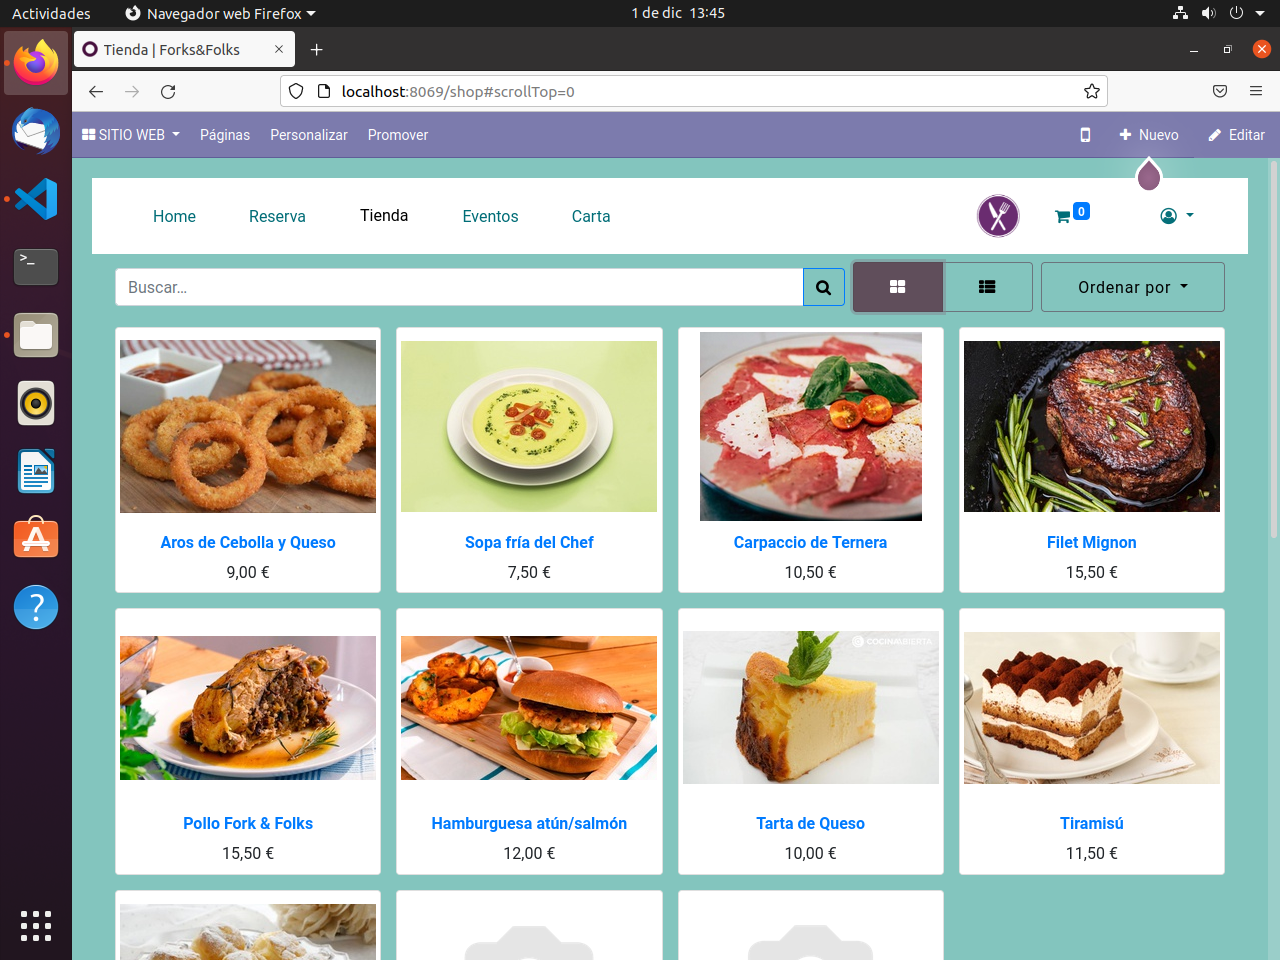 Actividades
Navegador web Firefox
1 de dic 13:45
Tienda | Forks&Folks
localhost:8069/shop#scrollTop=0
SITIO WEB
Páginas
Personalizar
Promover
Nuevo
Editar
Home
Reserva
Tienda
Eventos
Carta
0
Buscar...
Ordenar por
Aros de Cebolla y Queso
9,00 €
Sopa fría del Chef
7,50 €
Carpaccio de Ternera
10,50 €
Filet Mignon
15,50 €
COCINABIERTA
Pollo Fork & Folks
15,50 €
Hamburguesa atún/salmón
12,00 €
Tarta de Queso
10,00 €
Tiramisú
11,50 €